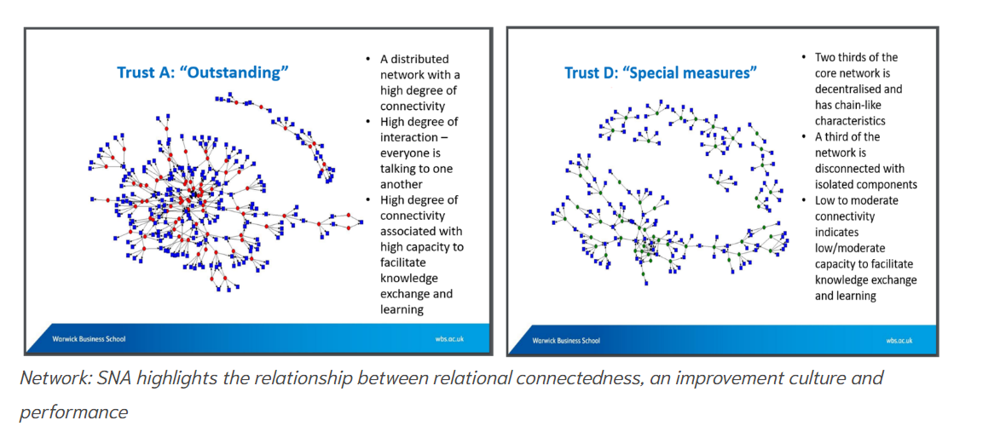 Trust A: “Outstanding”
• A distributed
network with a
high degree of
connectivity
• High degree of
interaction –
everyone is
talking to one
another
• High degree of
connectivity
associated with
high capacity to
facilitate
knowledge
exchange and
learning
Warwick Business School
wbs.ac.uk
Trust D: “Special measures”
• Two thirds of the
core network is
decentralised and
has chain-like
characteristics
• A third of the
network is
disconnected with
isolated components
• Low to moderate
connectivity
indicates
low/moderate
capacity to facilitate
knowledge exchange
and learning
Warwick Business School
wbs.ac.uk
Network: SNA highlights the relationship between relational connectedness, an improvement culture and
performance